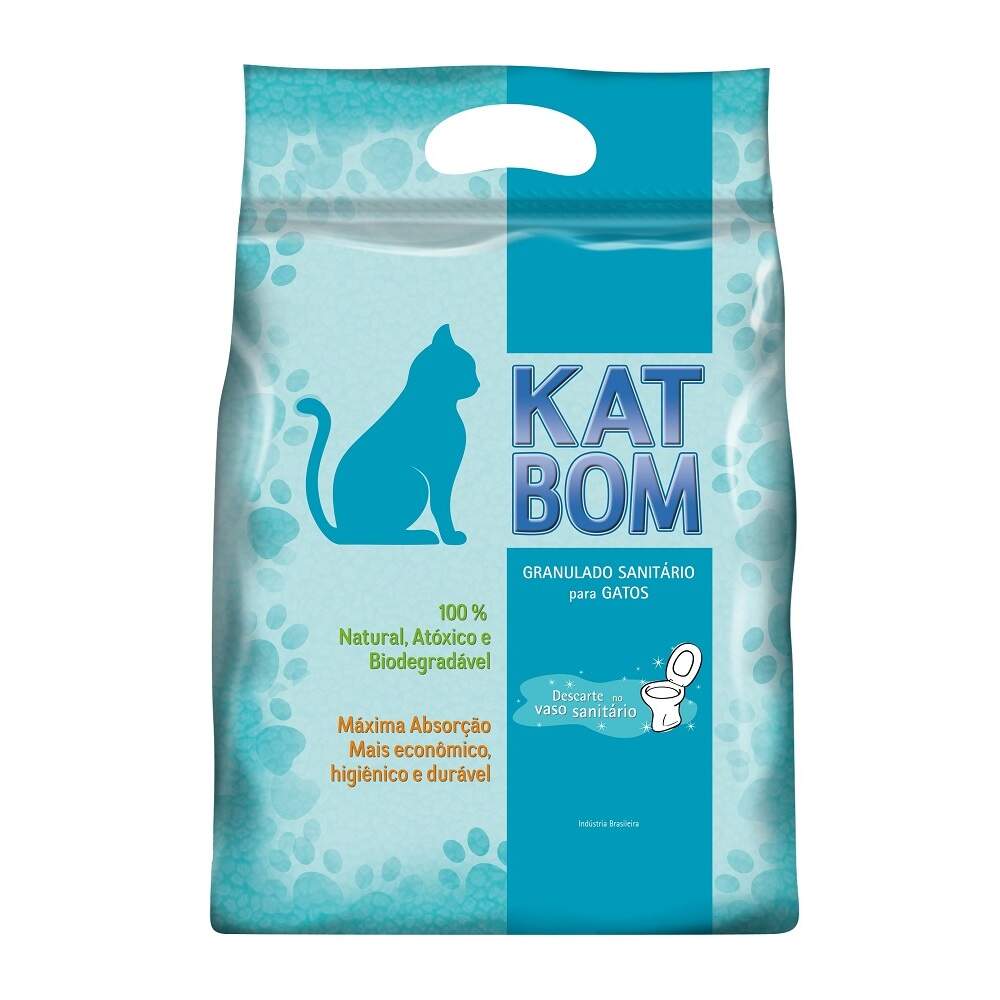 KAT
BOM
GRANULADO SANITÁRIO
para GATOS
100 %
Natural, Atóxico e
Biodegradável
Descarte no
vaso sanitário
Máxima Absorção
Mais econômico,
higiênico e durável
Indústria Brasileira